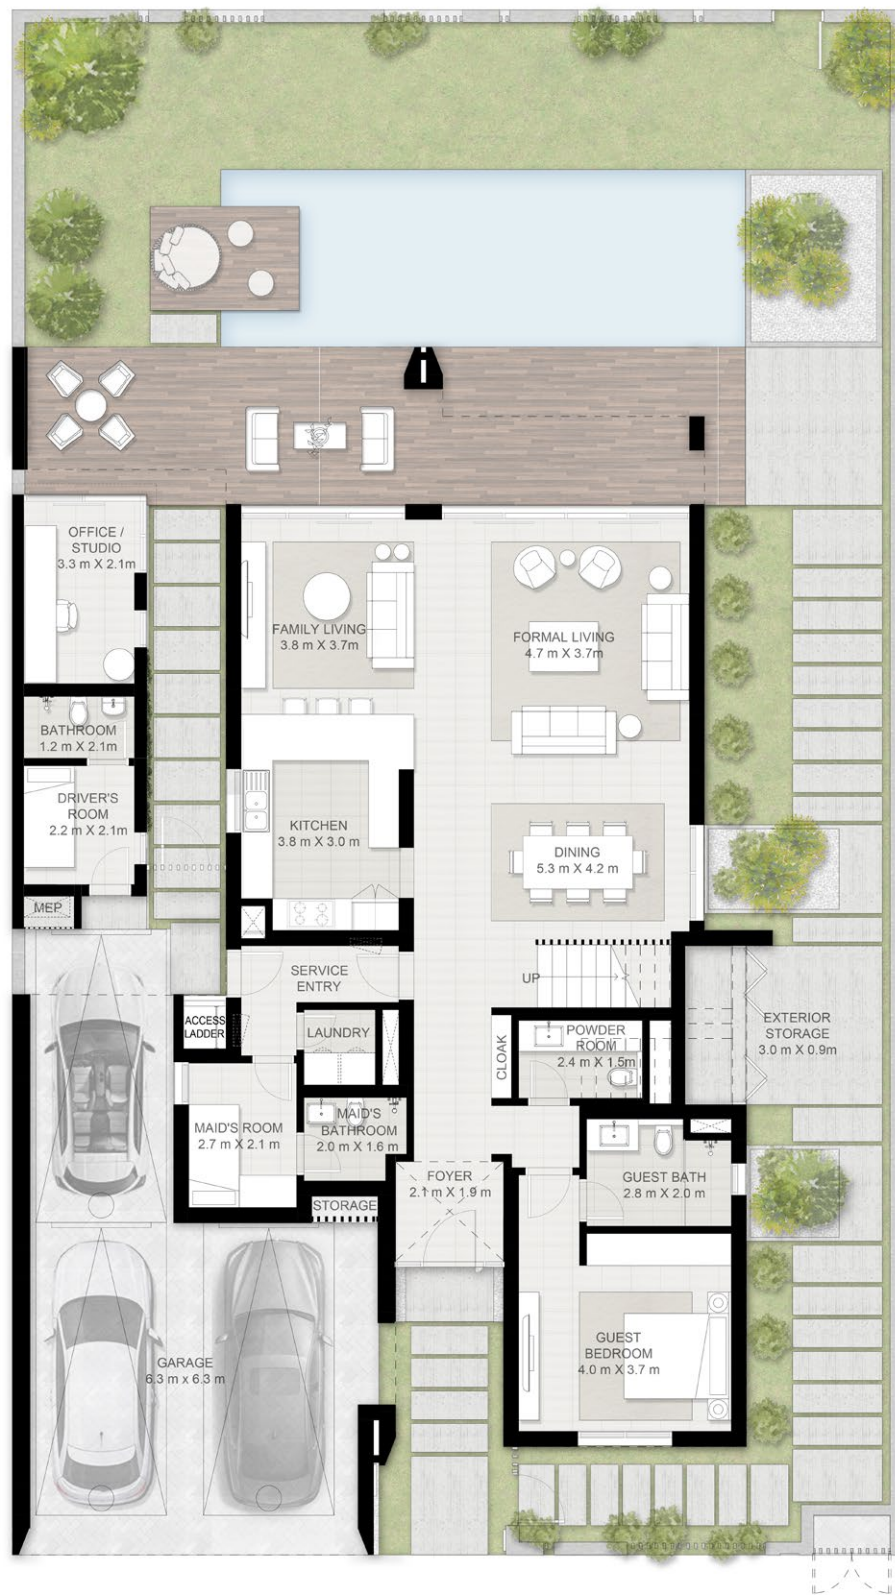 OFFICE /
STUDIO
3.3 m X 2.1m
FAMILY LIVING
3.8 m X 3.7m
FORMAL LIVING
4.7 m X 3.7m
BATHROOM
1.2 m X 2.1m
DRIVER'S
ROOM
2.2 m X 2.1m
KITCHEN
3.8 m X 3.0 m
DINING
5.3 m X 4.2 m
MEP
SERVICE
ENTRY
UP
ACCESS
LADDER
LAUNDRY
CLOAK
POWDER
ROOM
2.4 m X 1.5m
EXTERIOR
STORAGE
3.0 m X 0.9m
MAID'S ROOM
2.7 m X 2.1 m
MAID'S
BATHROOM
2.0 m X 1.6 m
FOYER
2.1 m X 1.9 m
GUEST BATH
2.8 m X 2.0 m
STORAGE
GUEST
BEDROOM
4.0 m X 3.7 m
GARAGE
6.3 m x 6.3 m